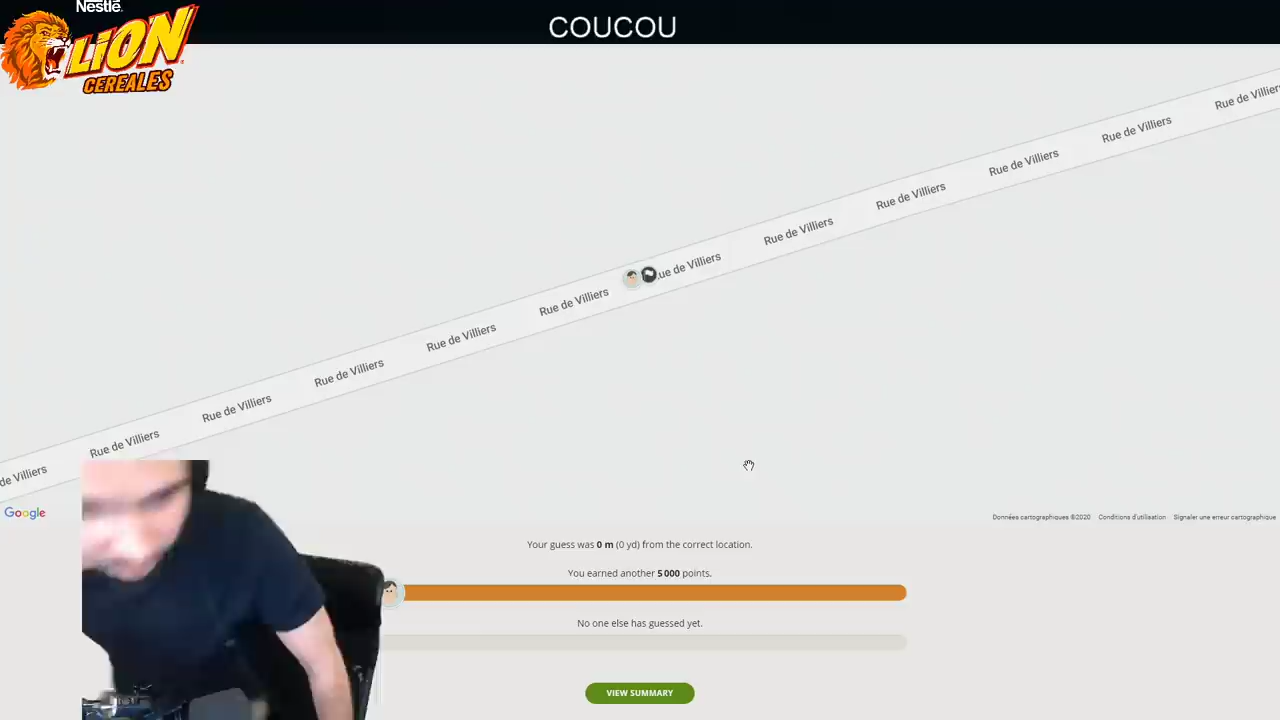 Nestlé.
LION
CEREALES
COUCOU
Rue de Villiers
Rue de Villiers
Rue de Villiers
Rue de Villiers
Rue de Villiers
ue de Villiers
Rue de Villiers
Rue de Villiers
Rue de Villiers
Rue de Villiers
Rue de Villiers
de Villiers
Google
Données cartographiques ©2020 Conditions d'utilisation Signaler une erreur cartographique
Your guess was 0 m (0 yd) from the correct location.
You earned another 5 000 points.
No one else has guessed yet.
VIEW SUMMARY